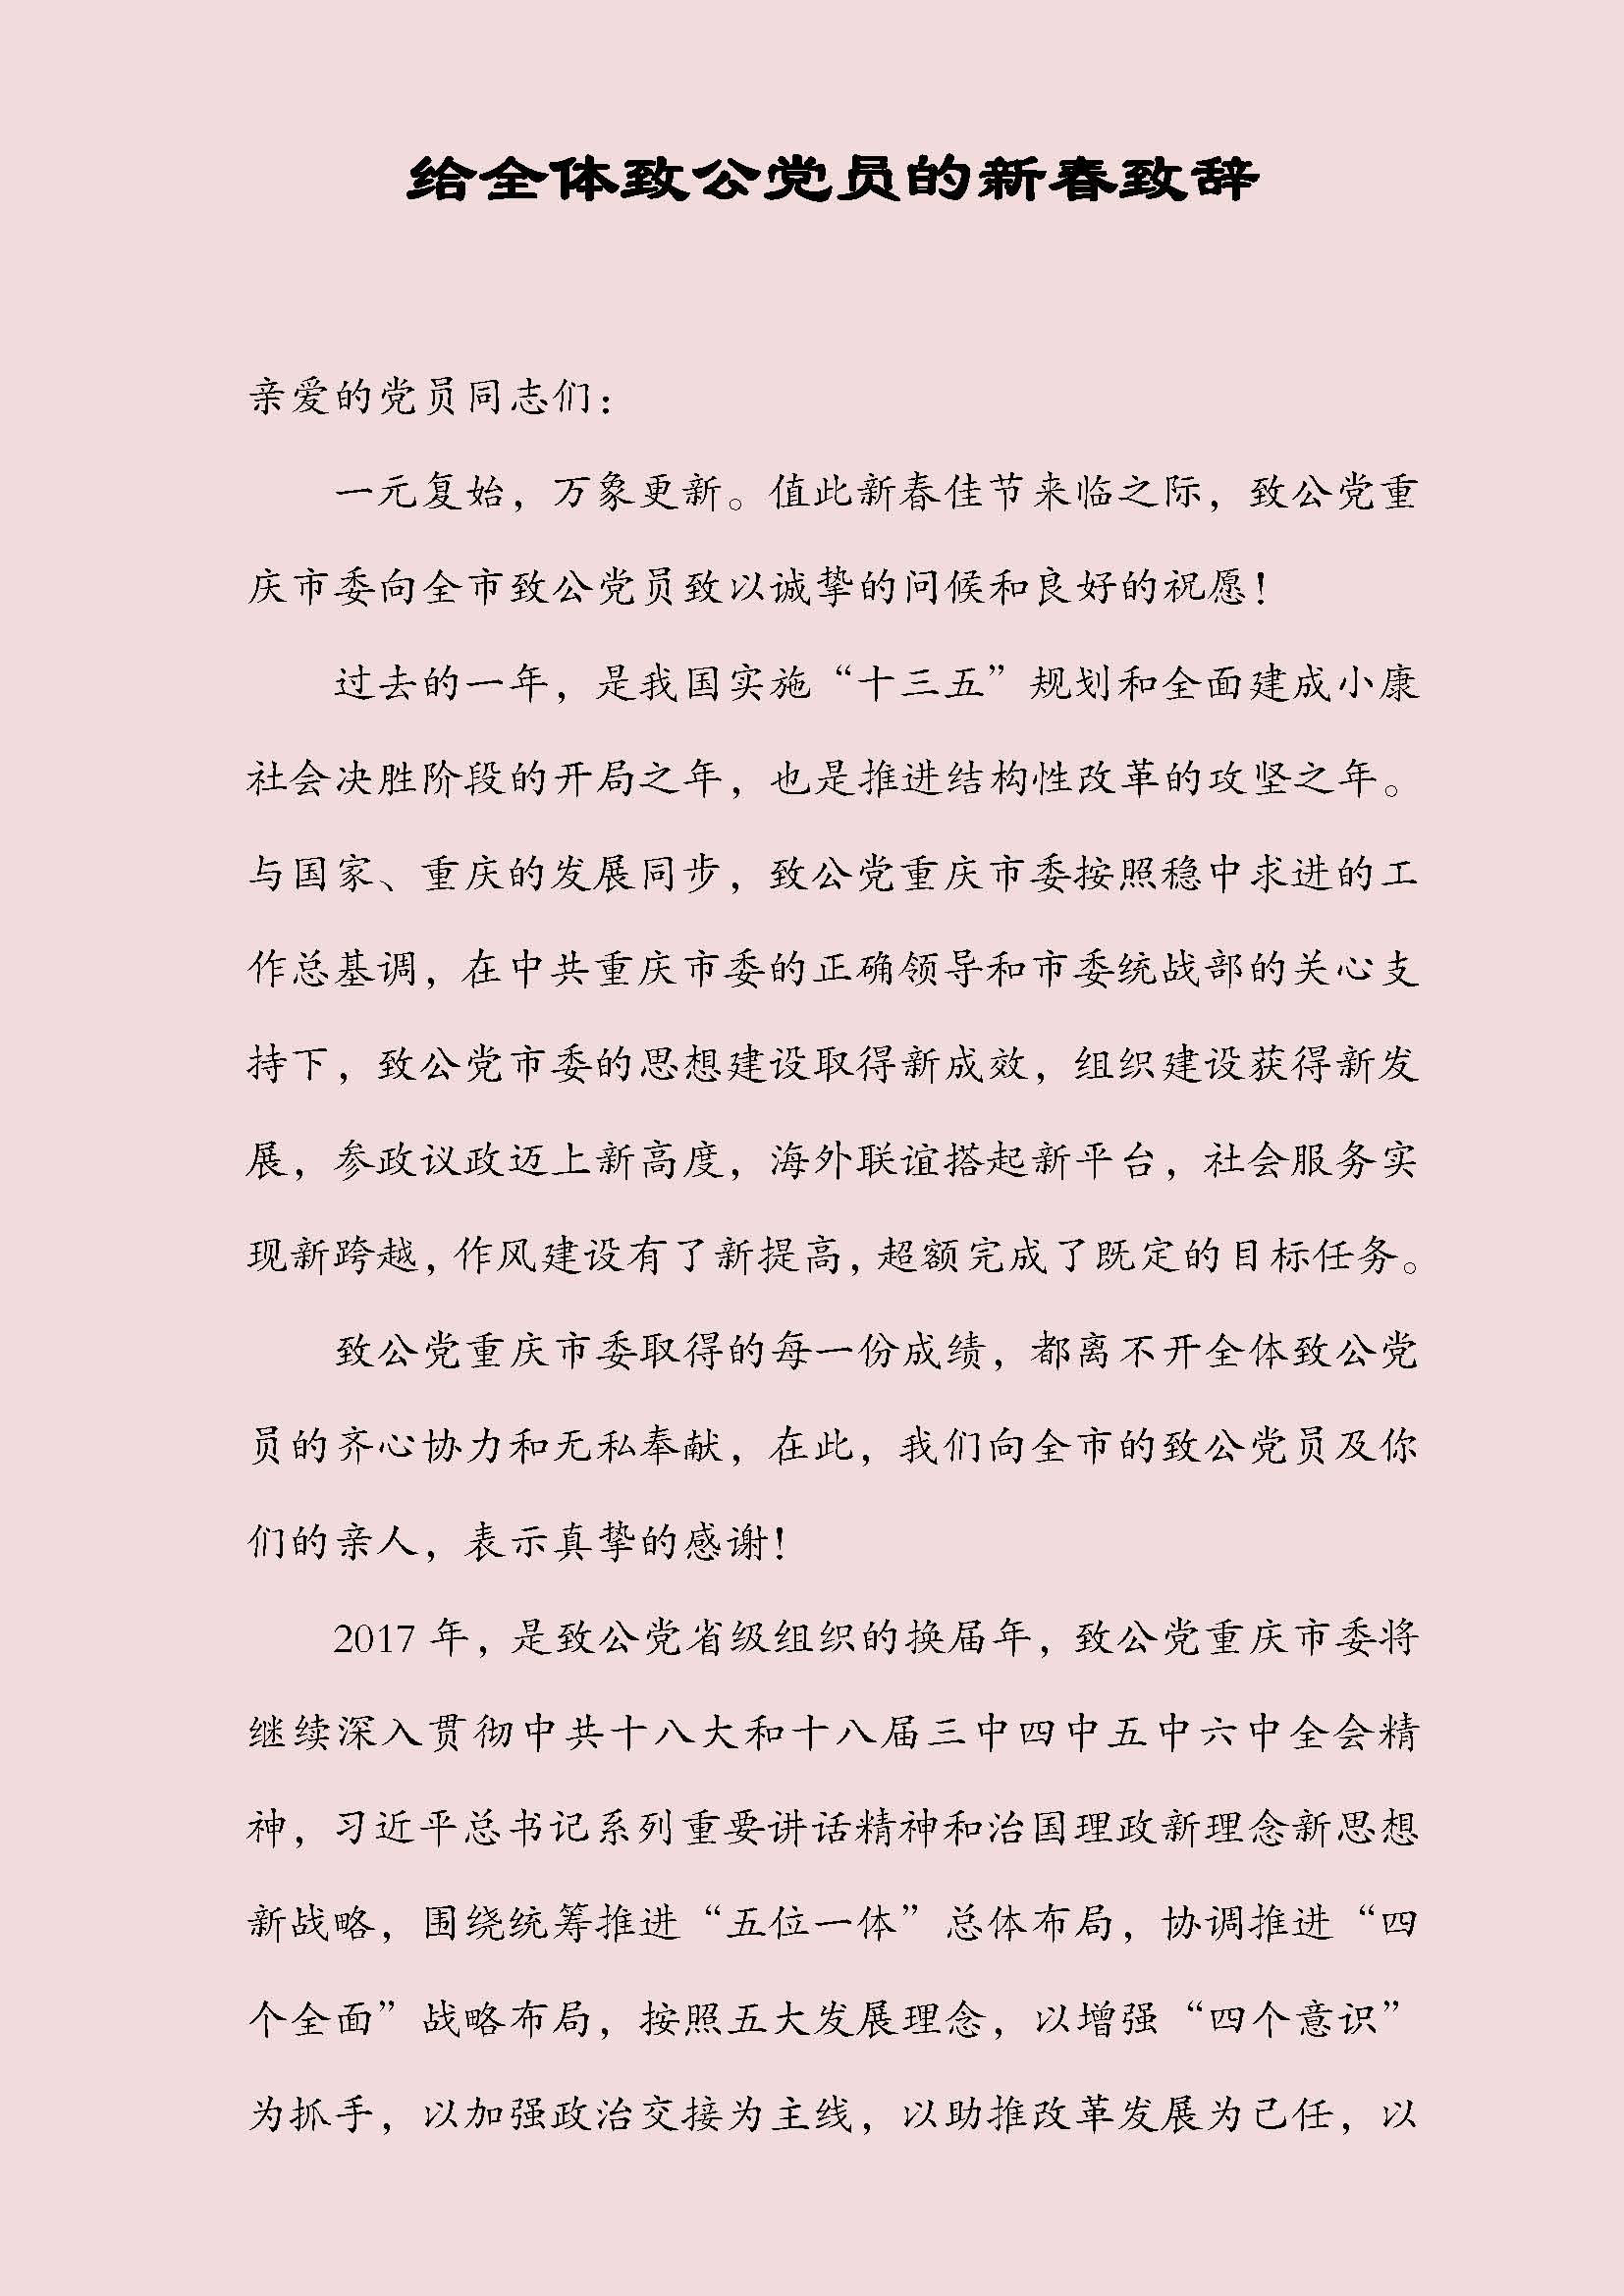 给全体致公党员的新春致辞
亲爱的党员同志们：
一元复始，万象更新。值此新春佳节来临之际，致公党重
庆市委向全市致公党员致以诚挚的问候和良好的祝愿！
过去的一年，是我国实施“十三五”规划和全面建成小康
社会决胜阶段的开局之年，也是推进结构性改革的攻坚之年。
与国家、重庆的发展同步，致公党重庆市委按照稳中求进的工
作总基调，在中共重庆市委的正确领导和市委统战部的关心支
持下，致公党市委的思想建设取得新成效，组织建设获得新发
展，参政议政迈上新高度，海外联谊搭起新平台，社会服务实
现新跨越，作风建设有了新提高，超额完成了既定的目标任务。
致公党重庆市委取得的每一份成绩，都离不开全体致公党
员的齐心协力和无私奉献，在此，我们向全市的致公党员及你
们的亲人，表示真挚的感谢！
2017 年，是致公党省级组织的换届年，致公党重庆市委将
继续深入贯彻中共十八大和十八届三中四中五中六中全会精
神，习近平总书记系列重要讲话精神和治国理政新理念新思想
新战略，围绕统筹推进“五位一体”总体布局，协调推进“四
个全面”战略布局，按照五大发展理念，以增强“四个意识”
为抓手，以加强政治交接为主线，以助推改革发展为己任，以